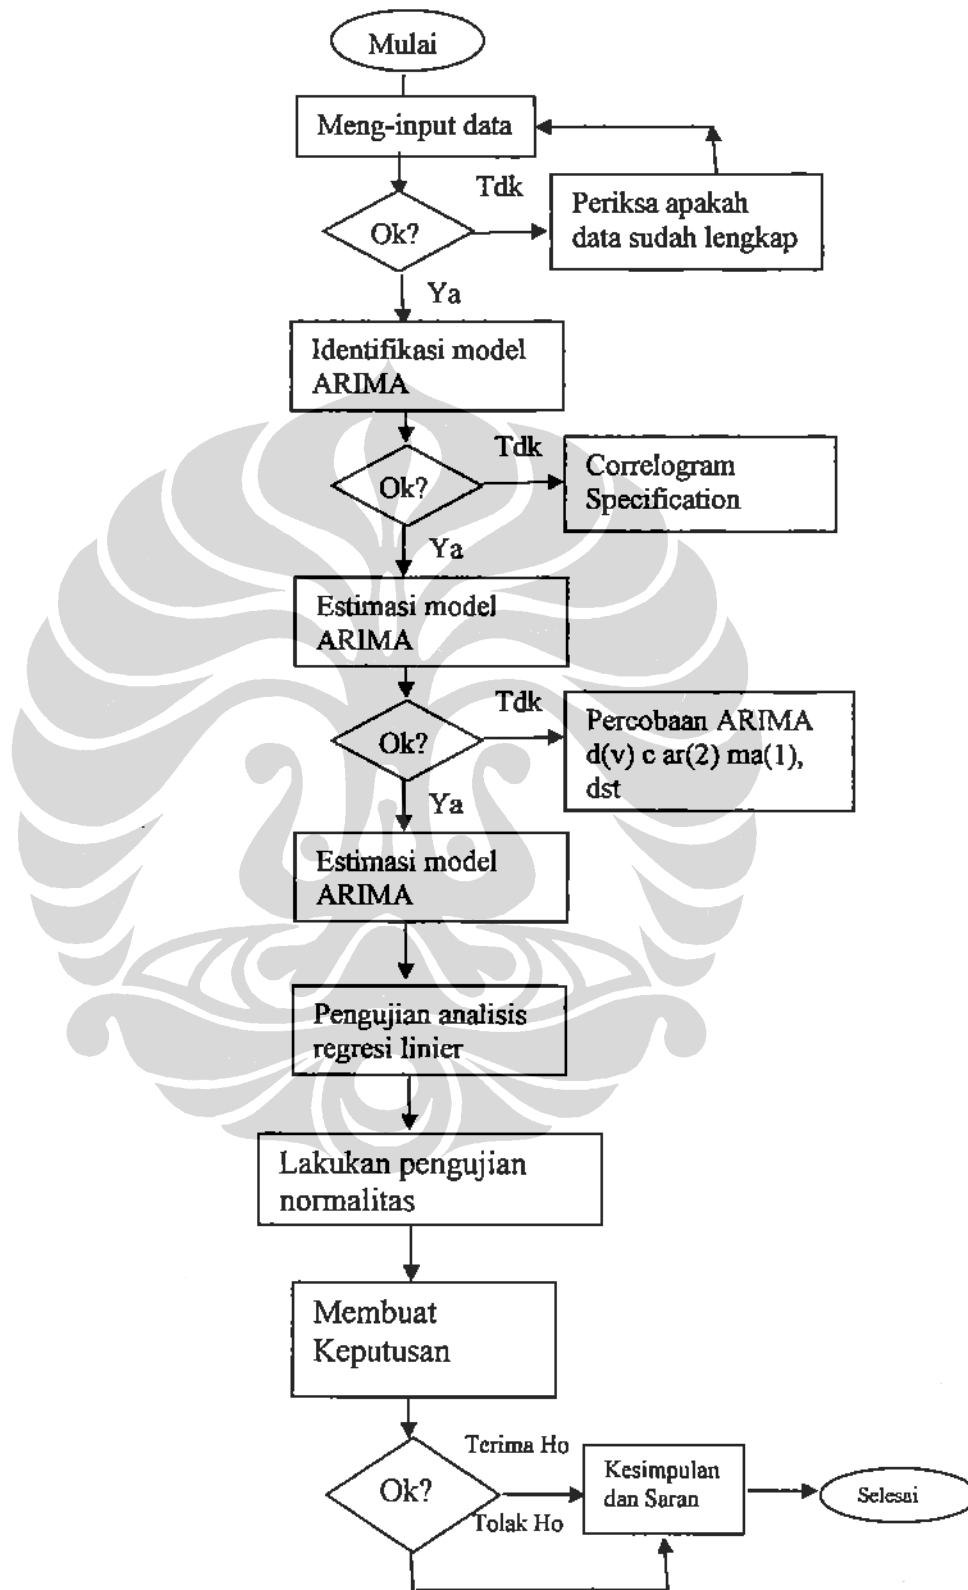 Mulai
Meng-input data
Tdk
Periksa apakah
data sudah lengkap
Ok?
Ya
Identifikasi model
ARIMA
Tdk
Correlogram
Specification
Ok?
Ya
Estimasi model
ARIMA
Tdk
Percobaan ARIMA
d(v) c ar(2) ma(1),
dst
Ok?
Ya
Estimasi model
ARIMA
Pengujian analisis
regresi linier
Lakukan pengujian
normalitas
Membuat
Keputusan
Terima Ho
Ok?
Kesimpulan
dan Saran
Selesai
Tolak Ho